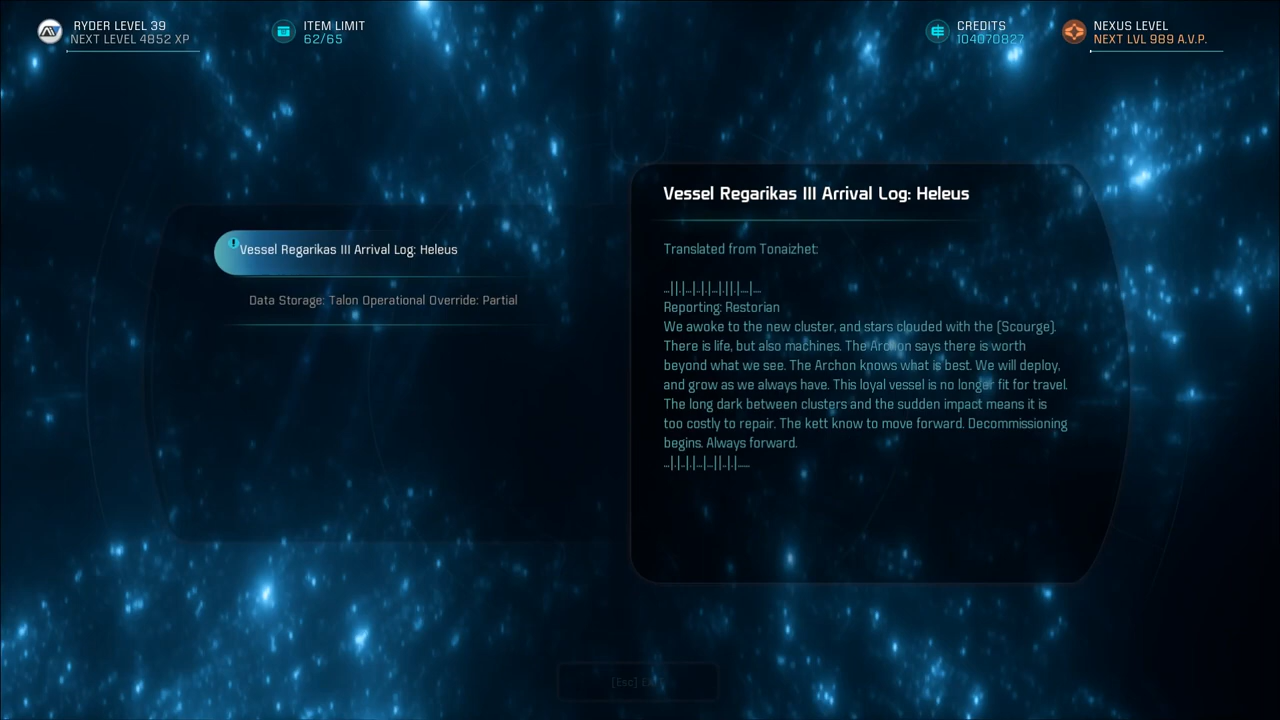 RYDER LEVEL 39
NEXT LEVEL 4852 XP
ITEM LIMIT
62/65
CREDITS
104070827
NEXUS LEVEL
NEXT LVL 989 A.V.P.
Vessel Regarikas III Arrival Log: Heleus
Data Storage: Talon Operational Override: Partial
Vessel Regarikas III Arrival Log: Heleus
Translated from Tonaizhet:
...||.|...|..|.|...|.||.|....|....
Reporting: Restorian
We awoke to the new cluster, and stars clouded with the [Scourge].
There is life, but also machines. The Archon says there is worth
beyond what we see. The Archon knows what is best. We will deploy,
and grow as we always have. This loyal vessel is no longer fit for travel.
The long dark between clusters and the sudden impact means it is
too costly to repair. The kett know to move forward. Decommissioning
begins. Always forward.
...|.|..|.|...|...||..|.|......
[Esc]